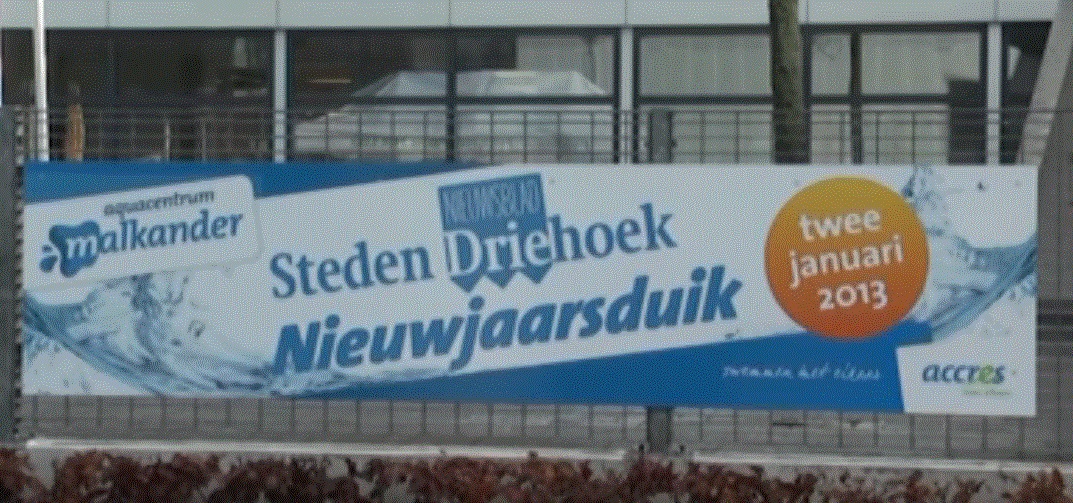 aquacentrum
malkander
NIEUWSBLAD
Steden Driehoek
Nieuwjaarsduik
twee
januari
2013
accres